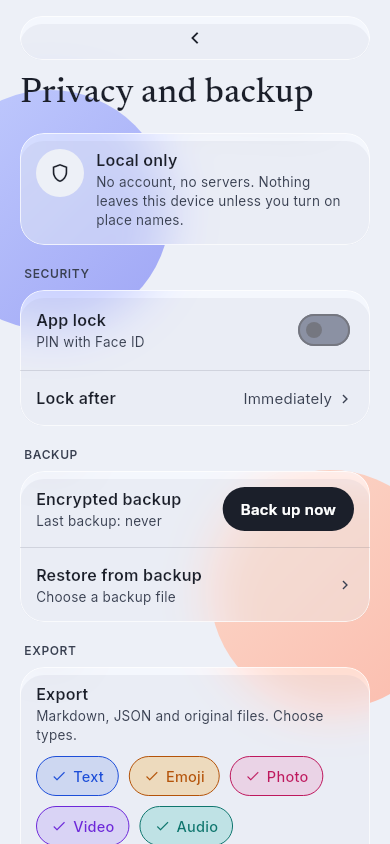 Privacy and backup
Local only
No account, no servers. Nothing
leaves this device unless you turn on
place names.
SECURITY
App lock
PIN with Face ID
Lock after
Immediately
BACKUP
Encrypted backup
Last backup: never
Back up now
Restore from backup
Choose a backup file
EXPORT
Export
Markdown, JSON and original files. Choose
types.
Text
Emoji
Photo
Video
Audio